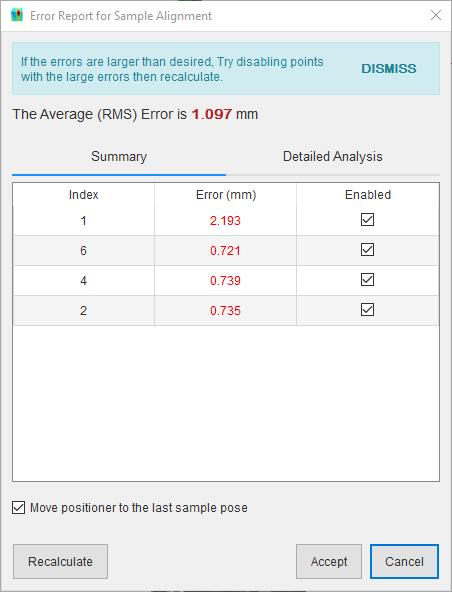 Error Report for Sample Alignment
If the errors are larger than desired, Try disabling points
with the large errors then recalculate.
DISMISS
The Average (RMS) Error is 1.097 mm
Summary Detailed Analysis
Index Error (mm) Enabled
1 2.193
6 0.721
4 0.739
2 0.735
Move positioner to the last sample pose
Recalculate Accept Cancel